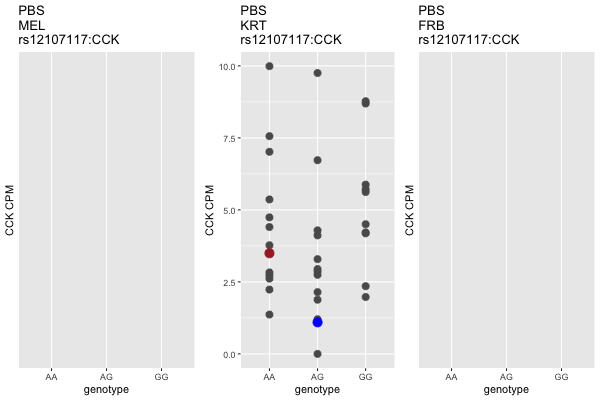 PBS
MEL
rs12107117:CCK
CCK CPM
AA AG GG
genotype
PBS
KRT
rs12107117:CCK
CCK CPM
10.0
7.5
5.0
2.5
0.0
AA AG GG
genotype
PBS
FRB
rs12107117:CCK
CCK CPM
AA AG GG
genotype